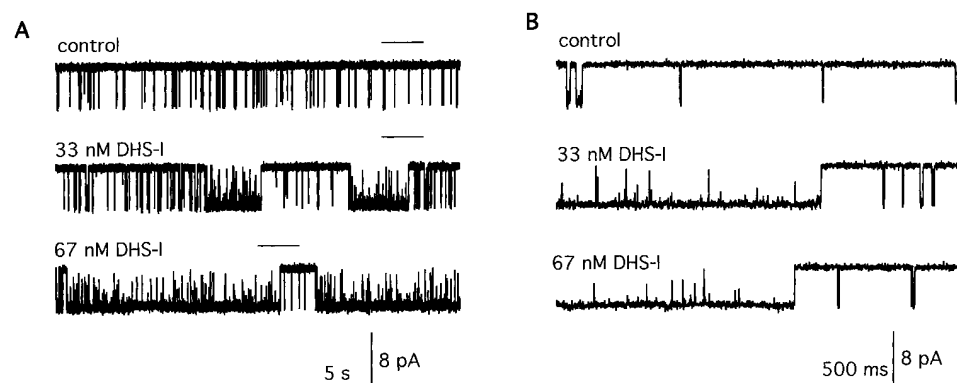 A
control
33 nM DHS-I
67 nM DHS-I
5 s
8 pA
B
control
33 nM DHS-I
67 nM DHS-I
500 ms
8 pA